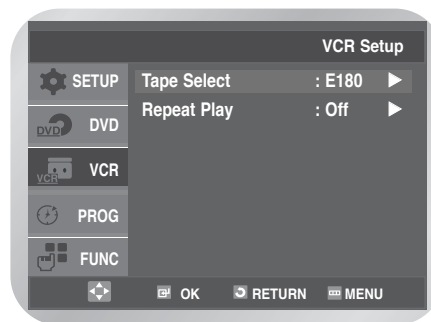 VCR Setup
SETUP
DVD DVD
VCR VCR
PROG
FUNC
Tape Select : E180
Repeat Play : Off
OK RETURN MENU